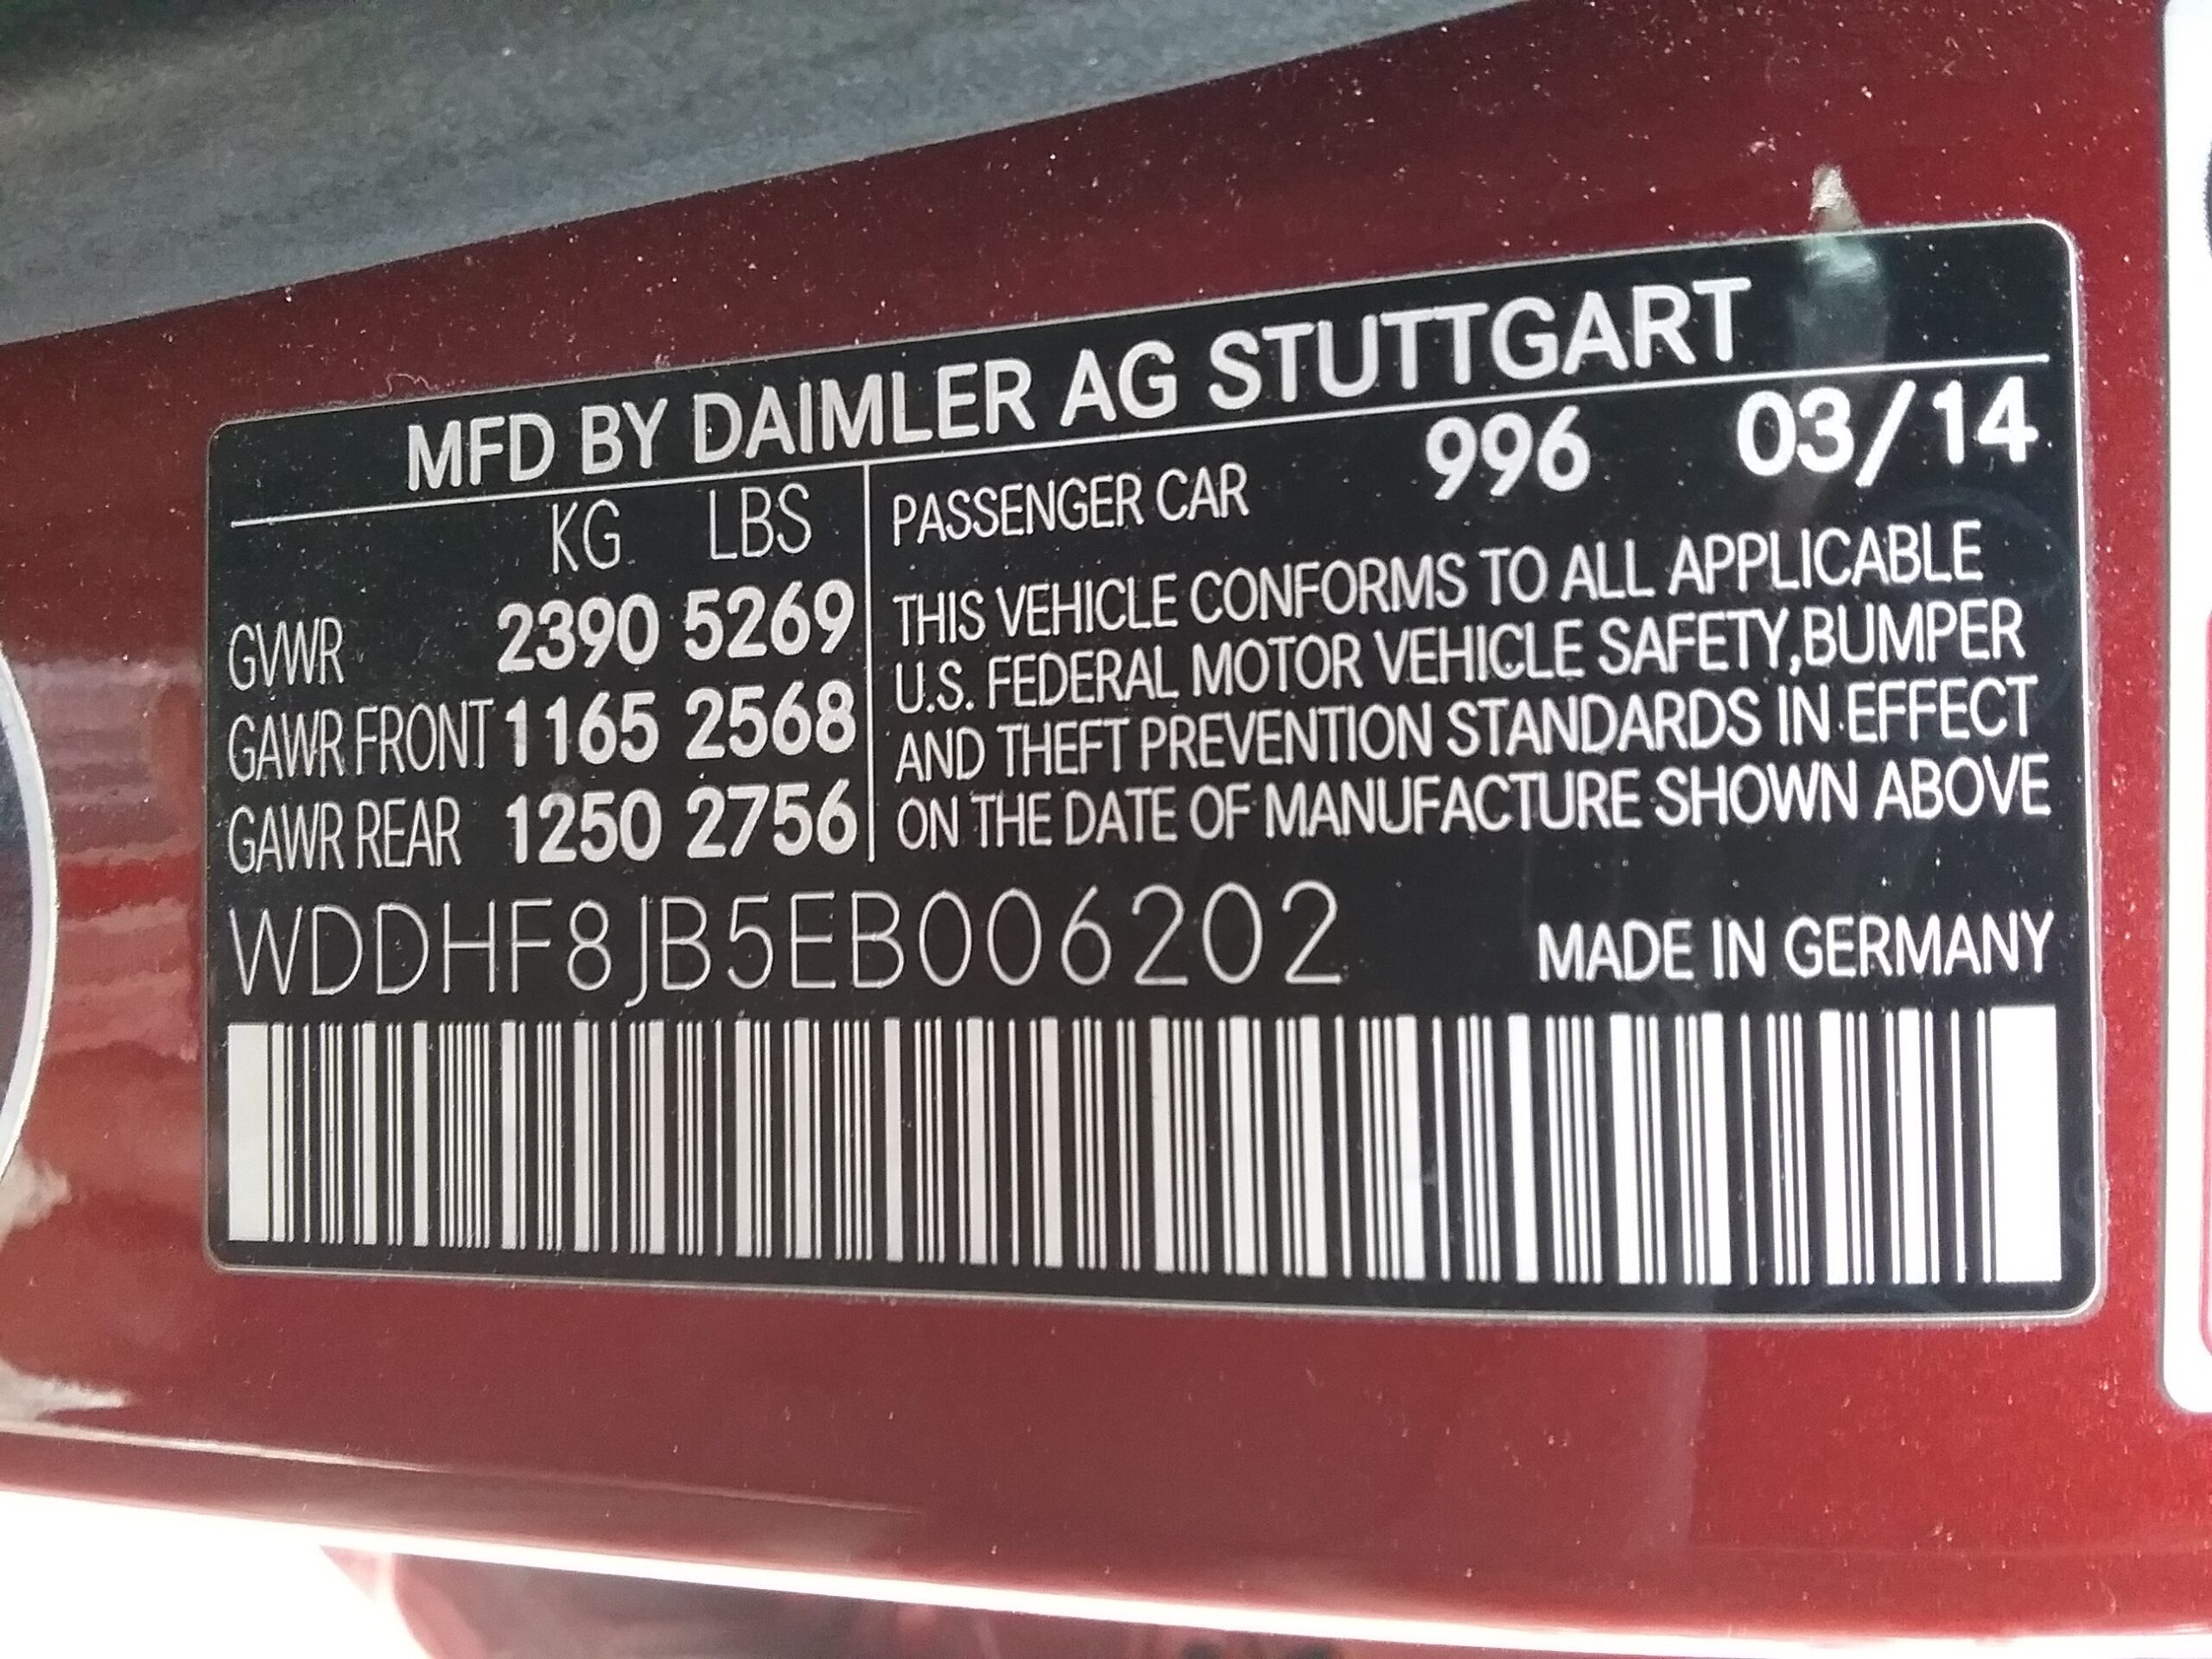 MFD BY DAIMLER AG STUTTGART
KG LBS
GVWR 2390 5269
GAWR FRONT 1165 2568
GAWR REAR 1250 2756
PASSENGER CAR 996 03/14
THIS VEHICLE CONFORMS TO ALL APPLICABLE
U.S. FEDERAL MOTOR VEHICLE SAFETY,BUMPER
AND THEFT PREVENTION STANDARDS IN EFFECT
ON THE DATE OF MANUFACTURE SHOWN ABOVE
WDDHF8JB5EB006202
MADE IN GERMANY